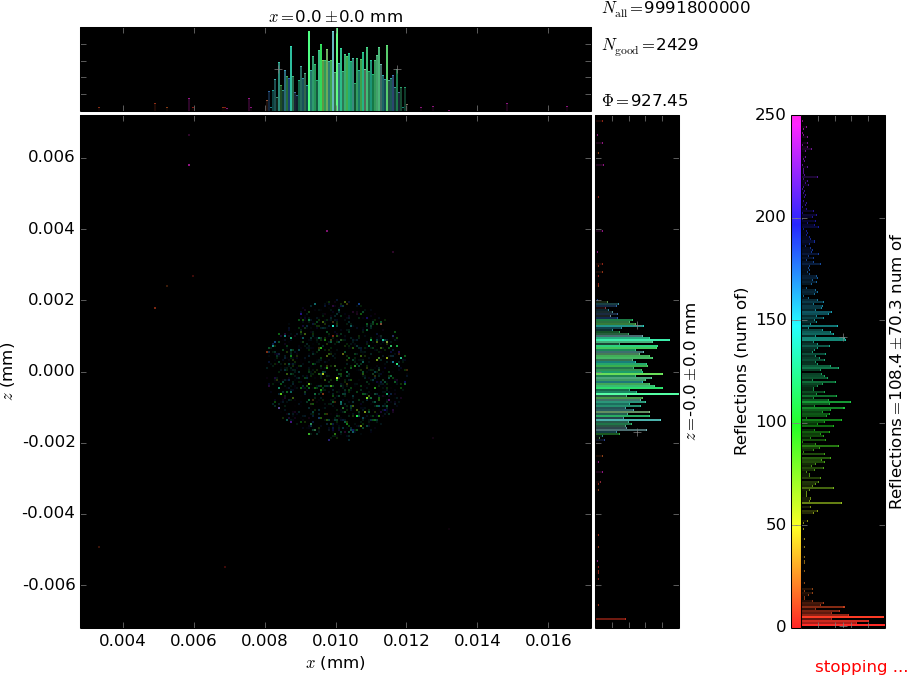 x=0.0 ± 0.0 mm
N_all=9991800000
N_good=2429
Φ=927.45
0.006
0.004
0.002
0.000
-0.002
-0.004
-0.006
z (mm)
0.004 0.006 0.008 0.010 0.012 0.014 0.016
x (mm)
z=-0.0 ± 0.0 mm
250
200
150
100
50
0
Reflections (num of)
Reflections=108.4 ± 70.3 num of
stopping ...